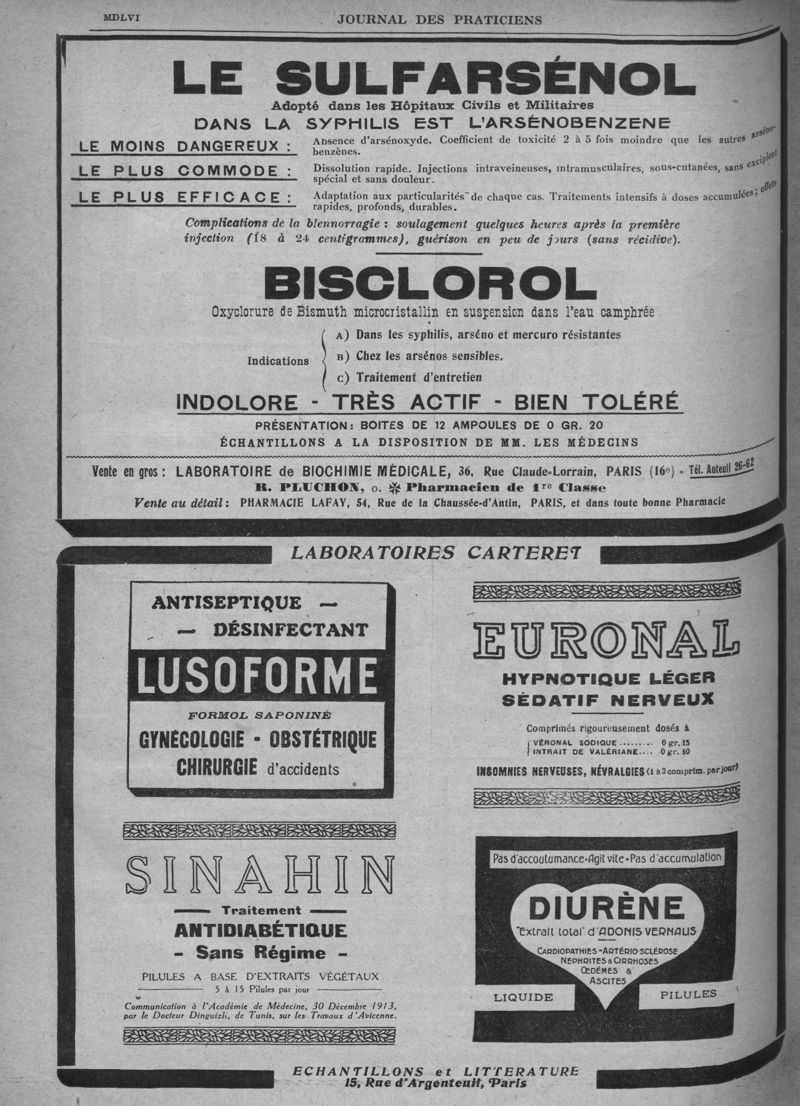 MDLVI
JOURNAL DES PRATICIENS
LE SULFARSÉNOL
Adopté dans les Hôpitaux Civils et Militaires
DANS LA SYPHILIS EST L'ARSÉNOBENZENE
LE MOINS DANGEREUX : Absence d'arsénoxyde. Coefficient de toxicité 2 à 5 fois moindre que les autres arséno-
benzènes.
LE PLUS COMMODE : Dissolution rapide. Injections intraveineuses, intramusculaires, sous-cutanées, sans excipient
spécial et sans douleur.
LE PLUS EFFICACE : Adaptation aux particularités de chaque cas. Traitements intensifs à doses accumulées; effets
rapides, profonds, durables.
Complications de la blennorragie : soulagement quelques heures après la première
injection (18 à 24 centigrammes), guérison en peu de jours (sans récidive).
BISCLOROL
Oxyclorure de Bismuth microcristallin en suspension dans l'eau camphrée
Indications
A) Dans les syphilis, arséno et mercuro résistantes
B) Chez les arsénos sensibles.
C) Traitement d'entretien
INDOLORE - TRÈS ACTIF - BIEN TOLÉRÉ
PRÉSENTATION : BOITES DE 12 AMPOULES DE 0 GR. 20
ÉCHANTILLONS A LA DISPOSITION DE MM. LES MÉDECINS
Vente en gros : LABORATOIRE de BIOCHIMIE MÉDICALE, 36, Rue Claude-Lorrain, PARIS (16e) - Tél. Auteuil 26-62
R. PLUCHON, O. ✻ Pharmacien de 1re Classe
Vente au détail : PHARMACIE LAFAY, 54, Rue de la Chaussée-d'Antin, PARIS, et dans toute bonne Pharmacie
LABORATOIRES CARTERET
ANTISEPTIQUE —
— DÉSINFECTANT
LUSOFORME
FORMOL SAPONINÉ
GYNÉCOLOGIE - OBSTÉTRIQUE
CHIRURGIE d'accidents
EURONAL
HYPNOTIQUE LÉGER
SÉDATIF NERVEUX
Comprimés rigoureusement dosés à
VÉRONAL SODIQUE ......... 0 gr. 15
INTRAIT DE VALÉRIANE.... 0 gr. 10
INSOMNIES NERVEUSES, NÉVRALGIES (1 à 3 comprim. par jour)
SINAHIN
— Traitement —
ANTIDIABÉTIQUE
- Sans Régime -
PILULES A BASE D'EXTRAITS VÉGÉTAUX
5 à 15 Pilules par jour
Communication à l'Académie de Médecine, 30 Décembre 1913,
par le Docteur Dinguizli, de Tunis, sur les Travaux d'Avicenne.
Pas d'accoutumance - Agit vite - Pas d'accumulation
DIURÈNE
"Extrait total" d'ADONIS VERNALIS
CARDIOPATHIES - ARTÉRIO-SCLÉROSE
NÉPHRITES & CIRRHOSES
ŒDÈMES &
ASCITES
LIQUIDE
PILULES
ECHANTILLONS et LITTERATURE
15, Rue d'Argenteuil, Paris